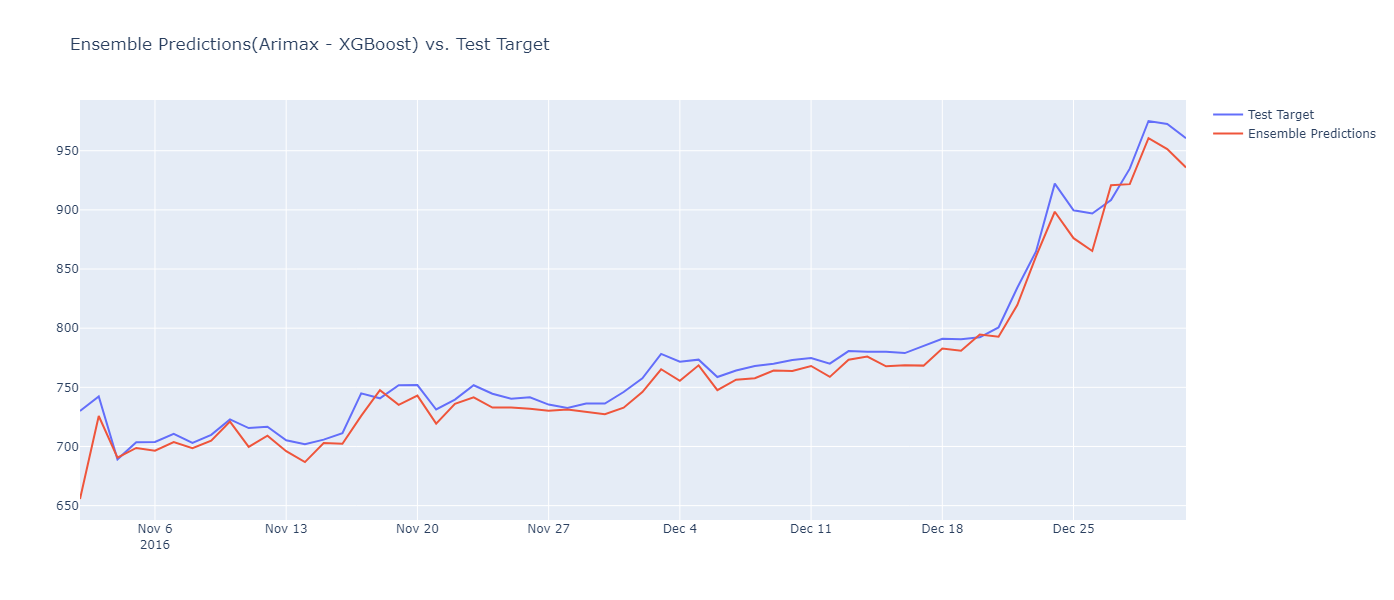 Ensemble Predictions(Arimax - XGBoost) vs. Test Target
Test Target
Ensemble Predictions
950
900
850
800
750
700
650
Nov 6
2016
Nov 13
Nov 20
Nov 27
Dec 4
Dec 11
Dec 18
Dec 25